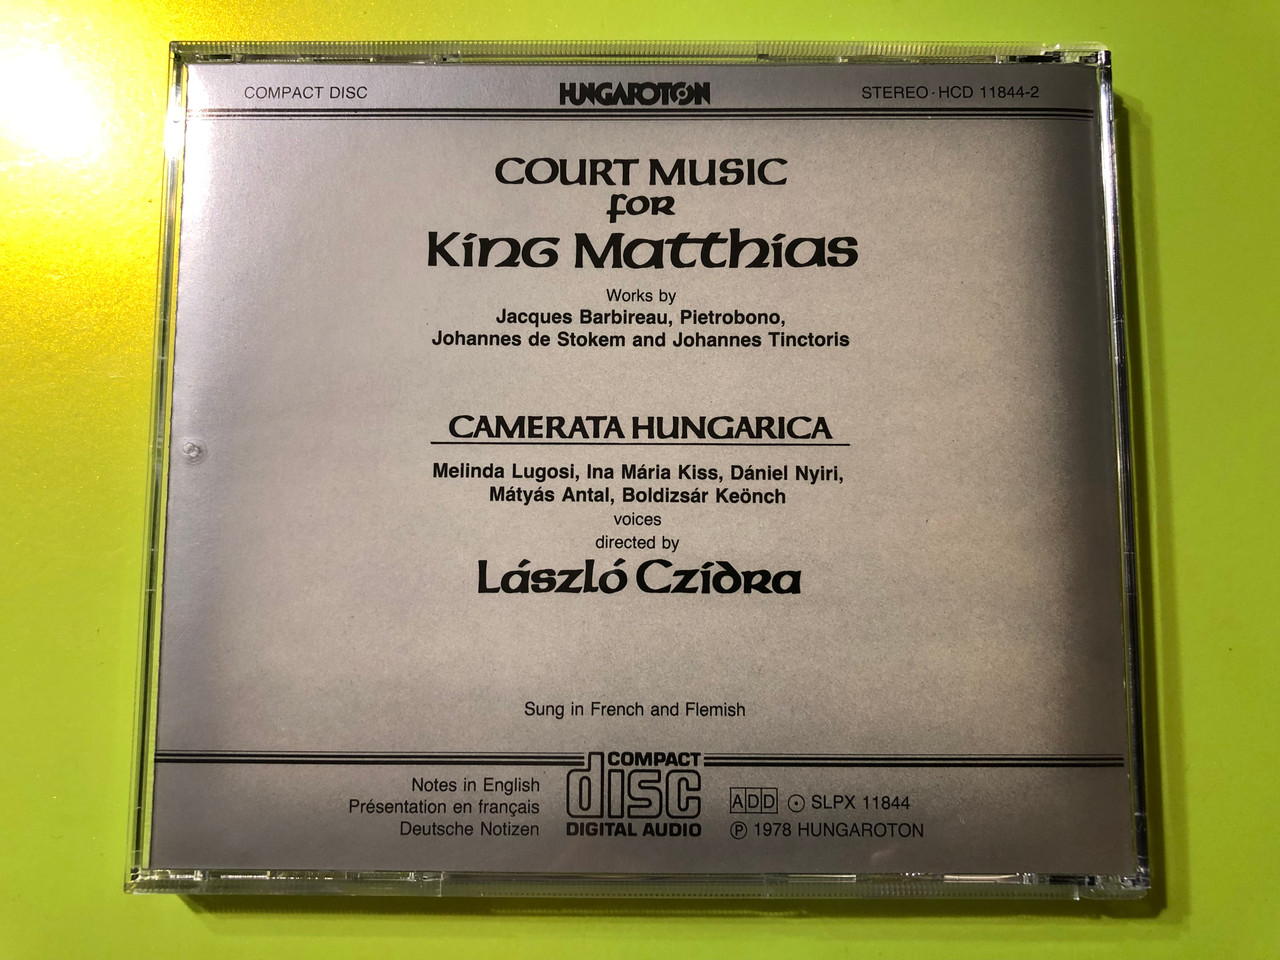 COMPACT DISC HUNGAROTON STEREO · HCD 11844-2
COURT MUSIC
for
King Matthias
Works by
Jacques Barbireau, Pietrobono,
Johannes de Stokem and Johannes Tinctoris
CAMERATA HUNGARICA
Melinda Lugosi, Ina Mária Kiss, Dániel Nyiri,
Mátyás Antal, Boldizsár Keönch
voices
directed by
László Czidra
Sung in French and Flemish
Notes in English
Présentation en français
Deutsche Notizen
COMPACT
disc
DIGITAL AUDIO
ADD ⊙ SLPX 11844
℗ 1978 HUNGAROTON